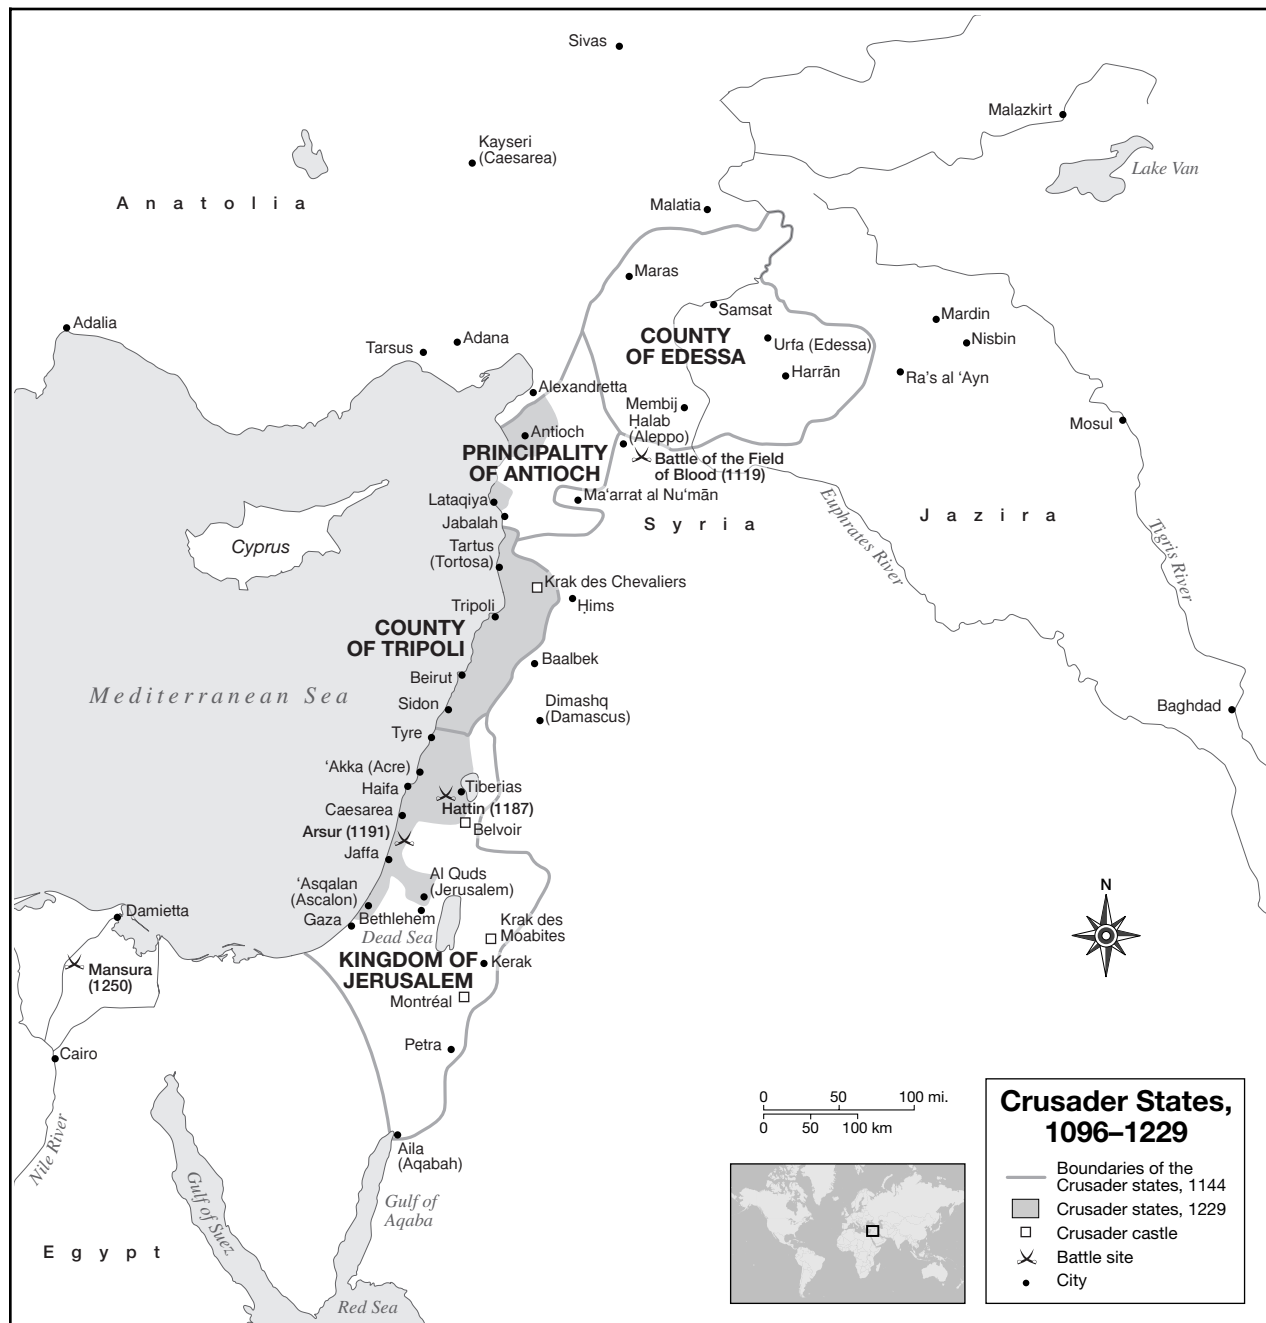 Sivas
Malazkirt
Kayseri
(Caesarea)
Lake Van
Anatolia
Malatia
Maras
Samsat
Mardin
Adalia
COUNTY
OF EDESSA
Adana
Tarsus
Urfa (Edessa)
Nisbin
Harrān
Ra’s al ‘Ayn
Alexandretta
Membij
Ḥalab
(Aleppo)
Mosul
Antioch
PRINCIPALITY
OF ANTIOCH
Battle of the Field
of Blood (1119)
Lataqiya
Ma‘arrat al Nu‘mān
Jabalah
Syria
Jazira
Euphrates River
Tigris River
Cyprus
Tartus
(Tortosa)
Krak des Chevaliers
Tripoli
Ḥims
COUNTY
OF TRIPOLI
Baalbek
Beirut
Mediterranean Sea
Sidon
Dimashq
(Damascus)
Baghdad
Tyre
‘Akka (Acre)
Haifa
Tiberias
Caesarea
Hattin (1187)
Arsur (1191)
Belvoir
Jaffa
Al Quds
(Jerusalem)
‘Asqalan
(Ascalon)
Gaza
Bethlehem
Damietta
Dead Sea
Krak des
Moabites
KINGDOM OF
JERUSALEM
Kerak
Mansura
(1250)
Montréal
Petra
Cairo
Nile River
Aila
(Aqabah)
Gulf of Suez
Gulf of
Aqaba
Egypt
Red Sea
N
0 50 100 mi.
0 50 100 km
Crusader States,
1096–1229
Boundaries of the
Crusader states, 1144
Crusader states, 1229
Crusader castle
Battle site
City